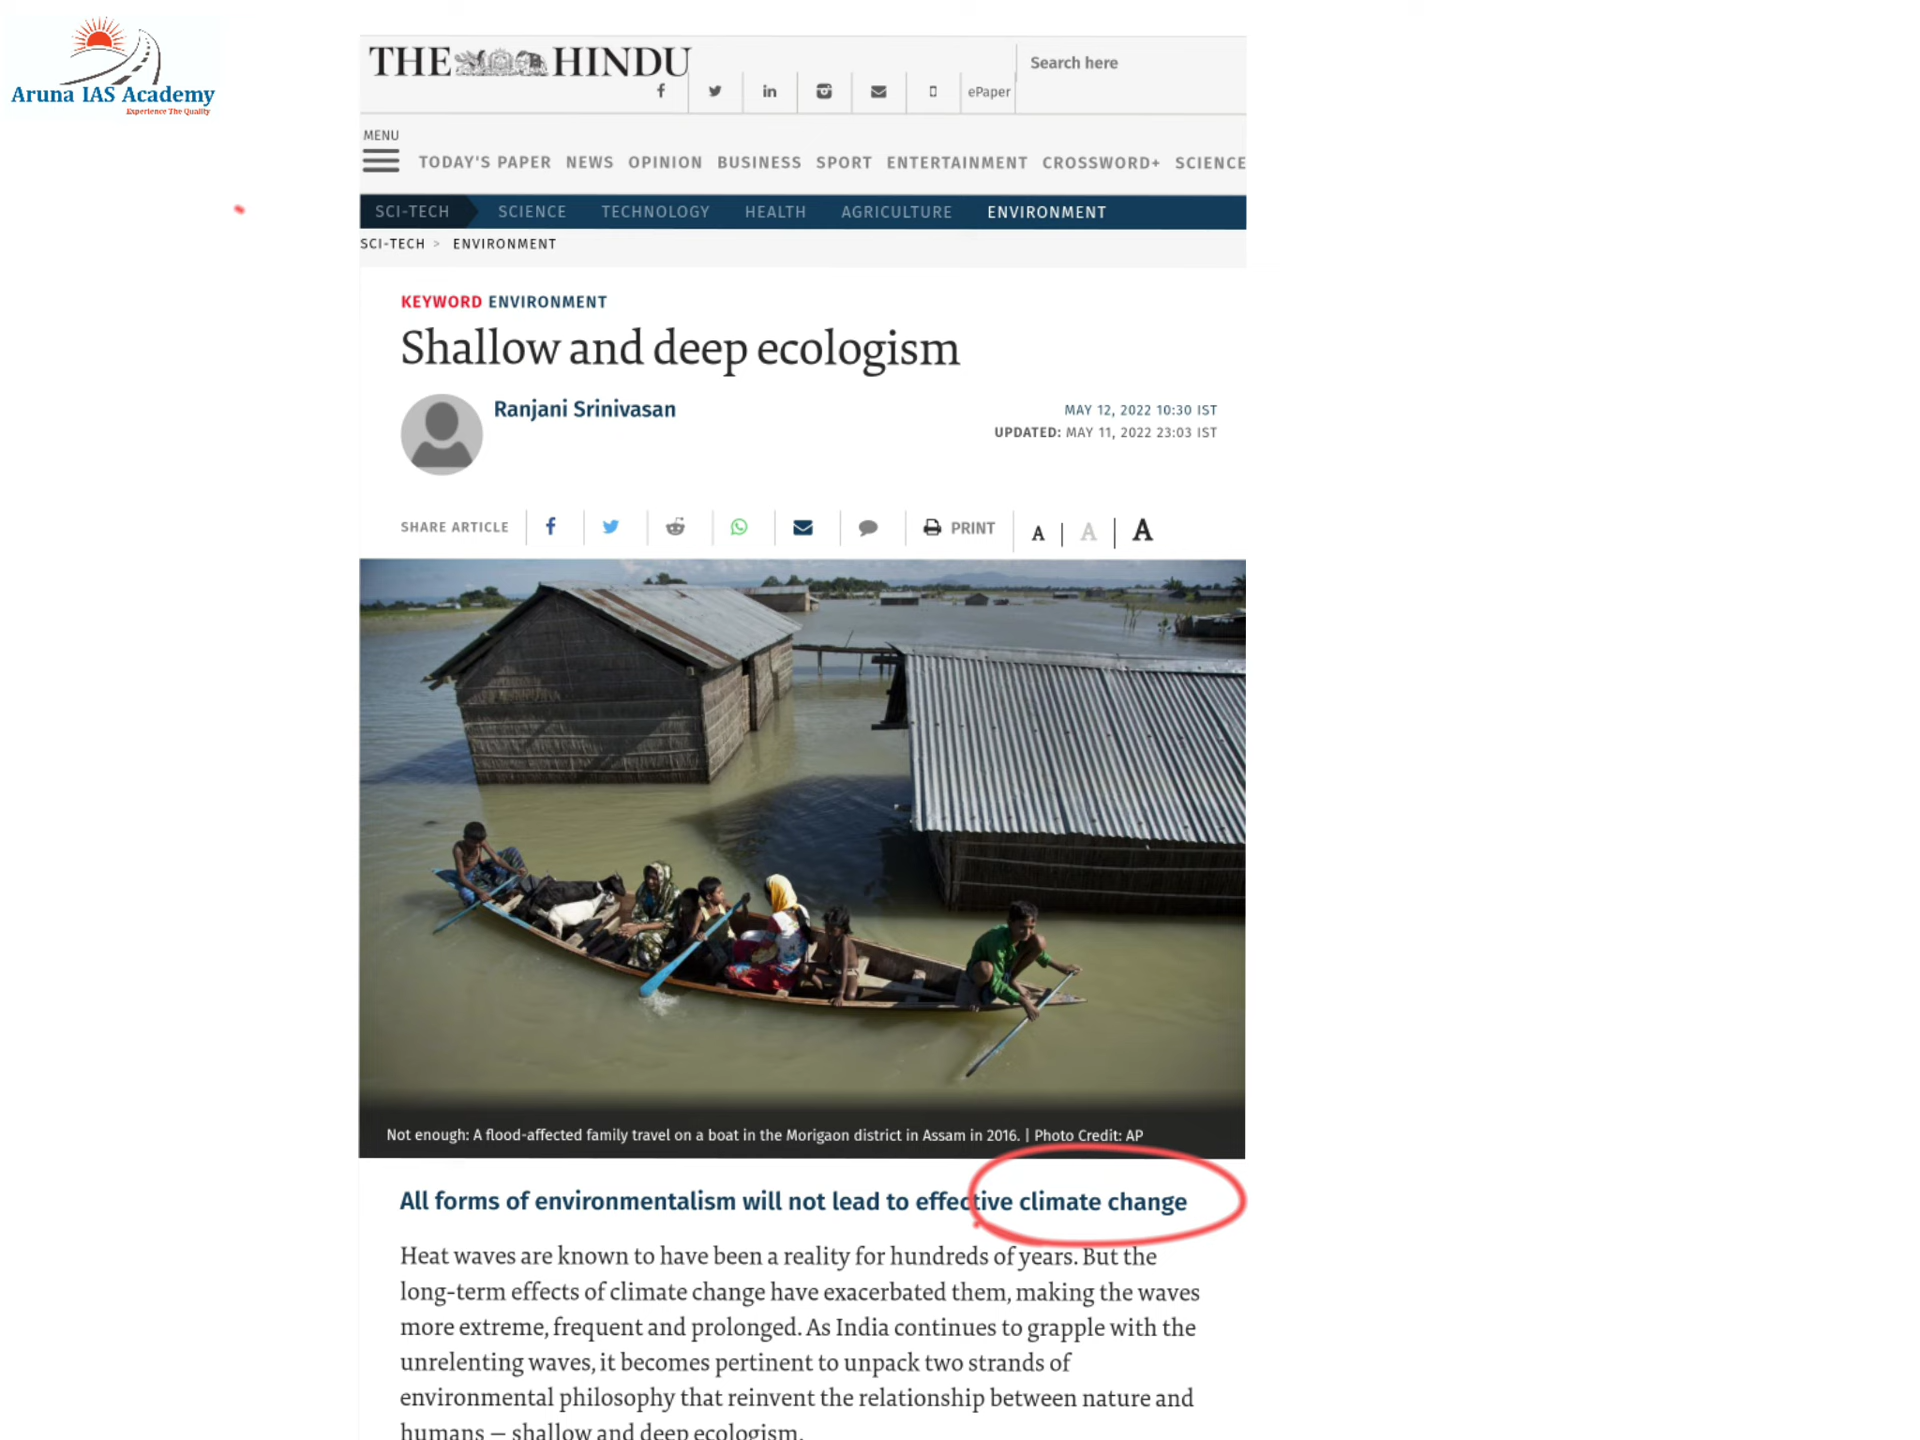 Aruna IAS Academy
Experience The Quality
THE HINDU
Search here
ePaper
MENU
TODAY'S PAPER NEWS OPINION BUSINESS SPORT ENTERTAINMENT CROSSWORD+ SCIENCE
SCI-TECH SCIENCE TECHNOLOGY HEALTH AGRICULTURE ENVIRONMENT
SCI-TECH > ENVIRONMENT
KEYWORD ENVIRONMENT
Shallow and deep ecologism
Ranjani Srinivasan
MAY 12, 2022 10:30 IST
UPDATED: MAY 11, 2022 23:03 IST
SHARE ARTICLE PRINT A A A
Not enough: A flood-affected family travel on a boat in the Morigaon district in Assam in 2016. | Photo Credit: AP
All forms of environmentalism will not lead to effective climate change
Heat waves are known to have been a reality for hundreds of years. But the
long-term effects of climate change have exacerbated them, making the waves
more extreme, frequent and prolonged. As India continues to grapple with the
unrelenting waves, it becomes pertinent to unpack two strands of
environmental philosophy that reinvent the relationship between nature and
humans — shallow and deep ecologism.